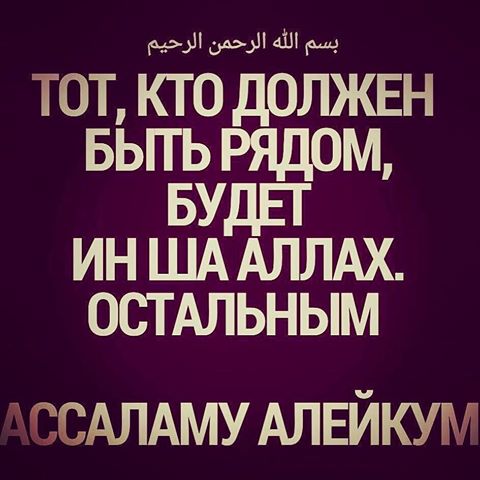 بسم الله الرحمن الرحيم
ТОТ, КТО ДОЛЖЕН
БЫТЬ РЯДОМ,
БУДЕТ
ИН ША АЛЛАХ.
ОСТАЛЬНЫМ
АССАЛАМУ АЛЕЙКУМ